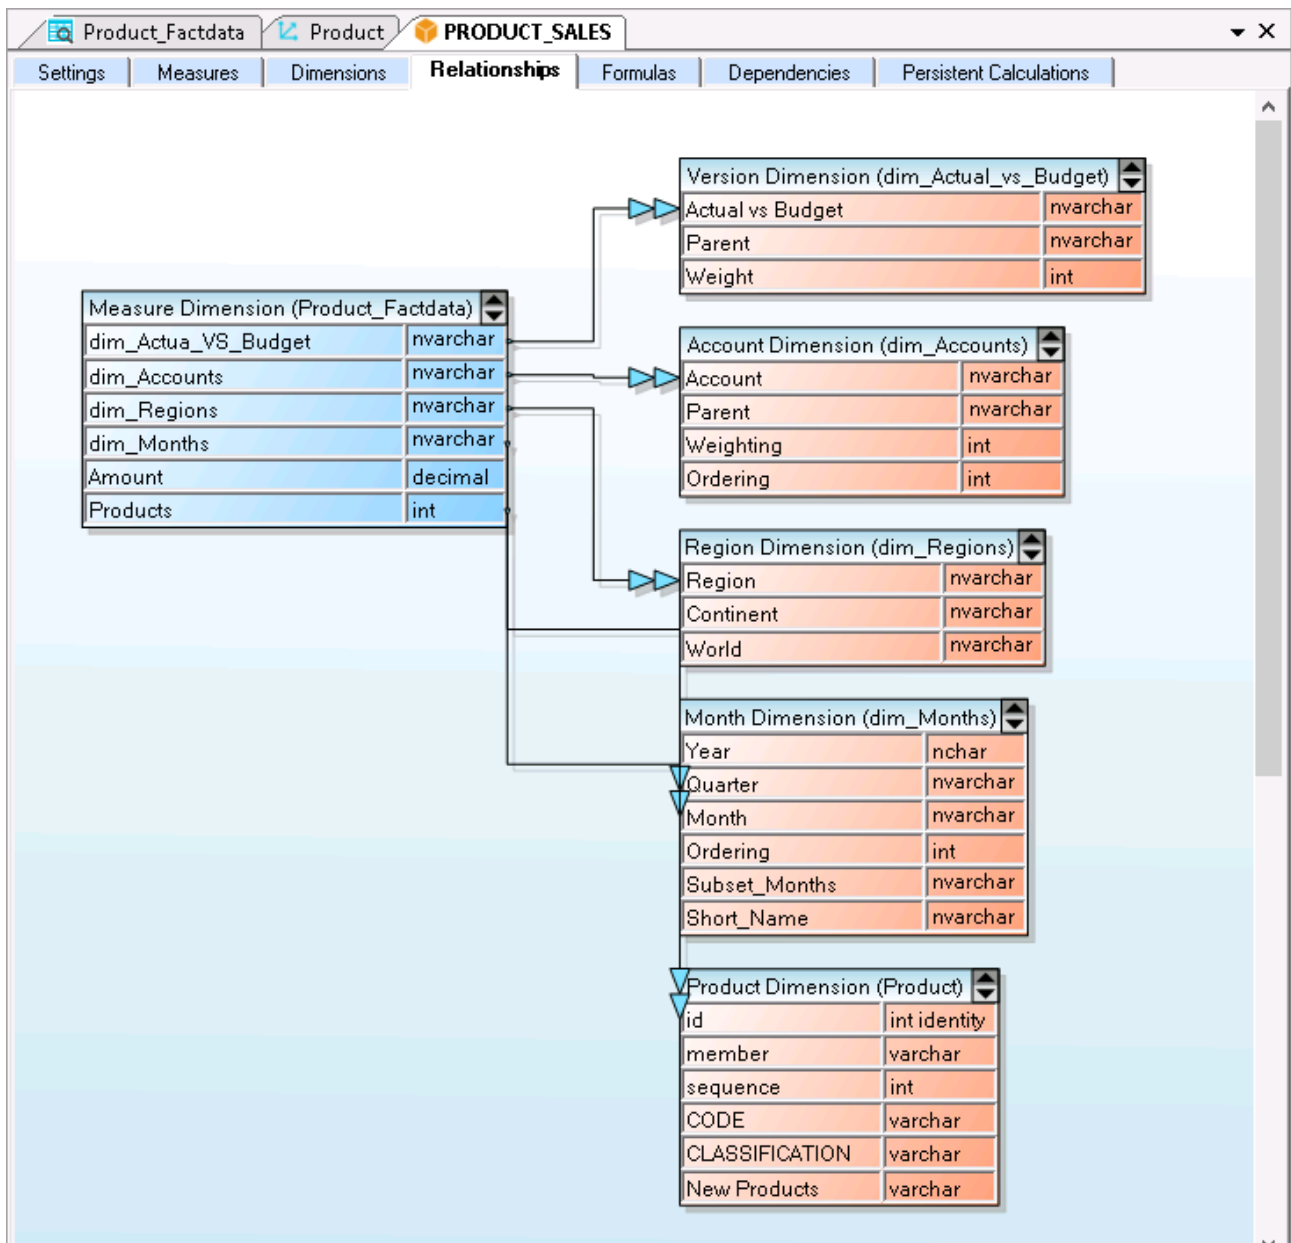 Product_Factdata Product PRODUCT_SALES
Settings Measures Dimensions Relationships Formulas Dependencies Persistent Calculations
Version Dimension (dim_Actual_vs_Budget)
Actual vs Budget nvarchar
Parent nvarchar
Weight int
Measure Dimension (Product_Factdata)
dim_Actua_VS_Budget nvarchar
dim_Accounts nvarchar
dim_Regions nvarchar
dim_Months nvarchar
Amount decimal
Products int
Account Dimension (dim_Accounts)
Account nvarchar
Parent nvarchar
Weighting int
Ordering int
Region Dimension (dim_Regions)
Region nvarchar
Continent nvarchar
World nvarchar
Month Dimension (dim_Months)
Year nchar
Quarter nvarchar
Month nvarchar
Ordering int
Subset_Months nvarchar
Short_Name nvarchar
Product Dimension (Product)
id int identity
member varchar
sequence int
CODE varchar
CLASSIFICATION varchar
New Products varchar